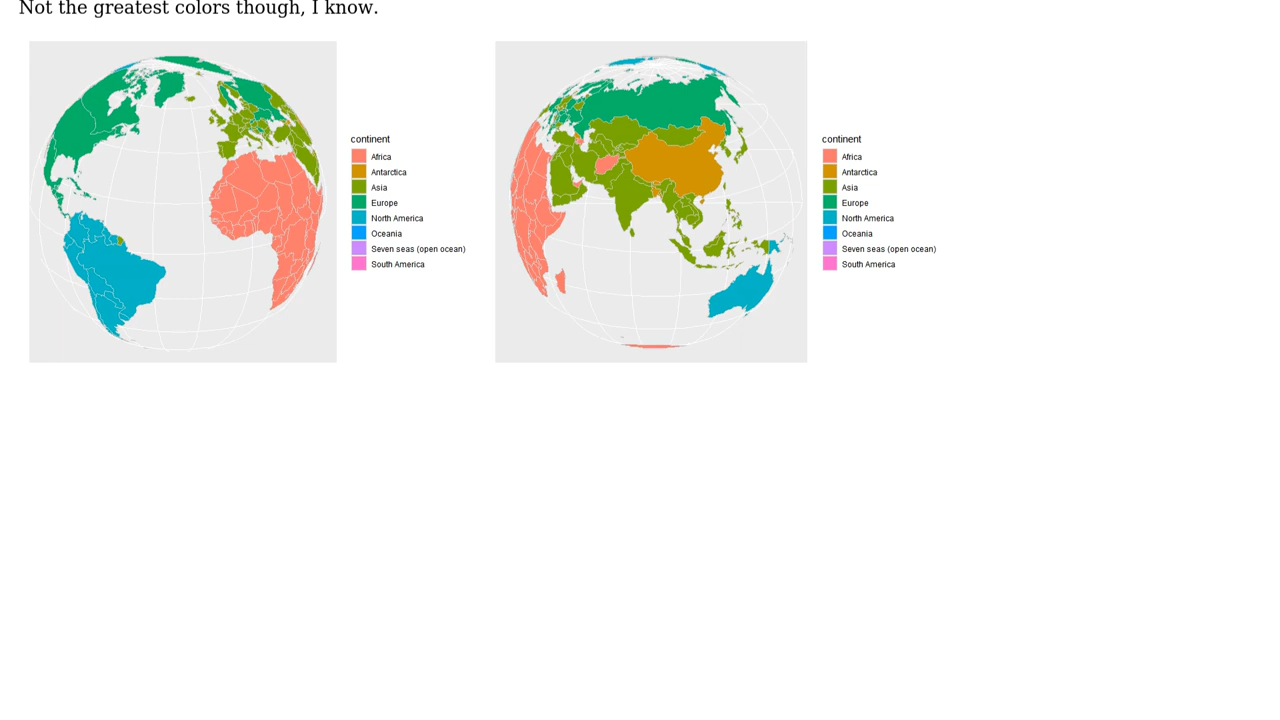 Not the greatest colors though, I know.
continent
Africa
Antarctica
Asia
Europe
North America
Oceania
Seven seas (open ocean)
South America
continent
Africa
Antarctica
Asia
Europe
North America
Oceania
Seven seas (open ocean)
South America